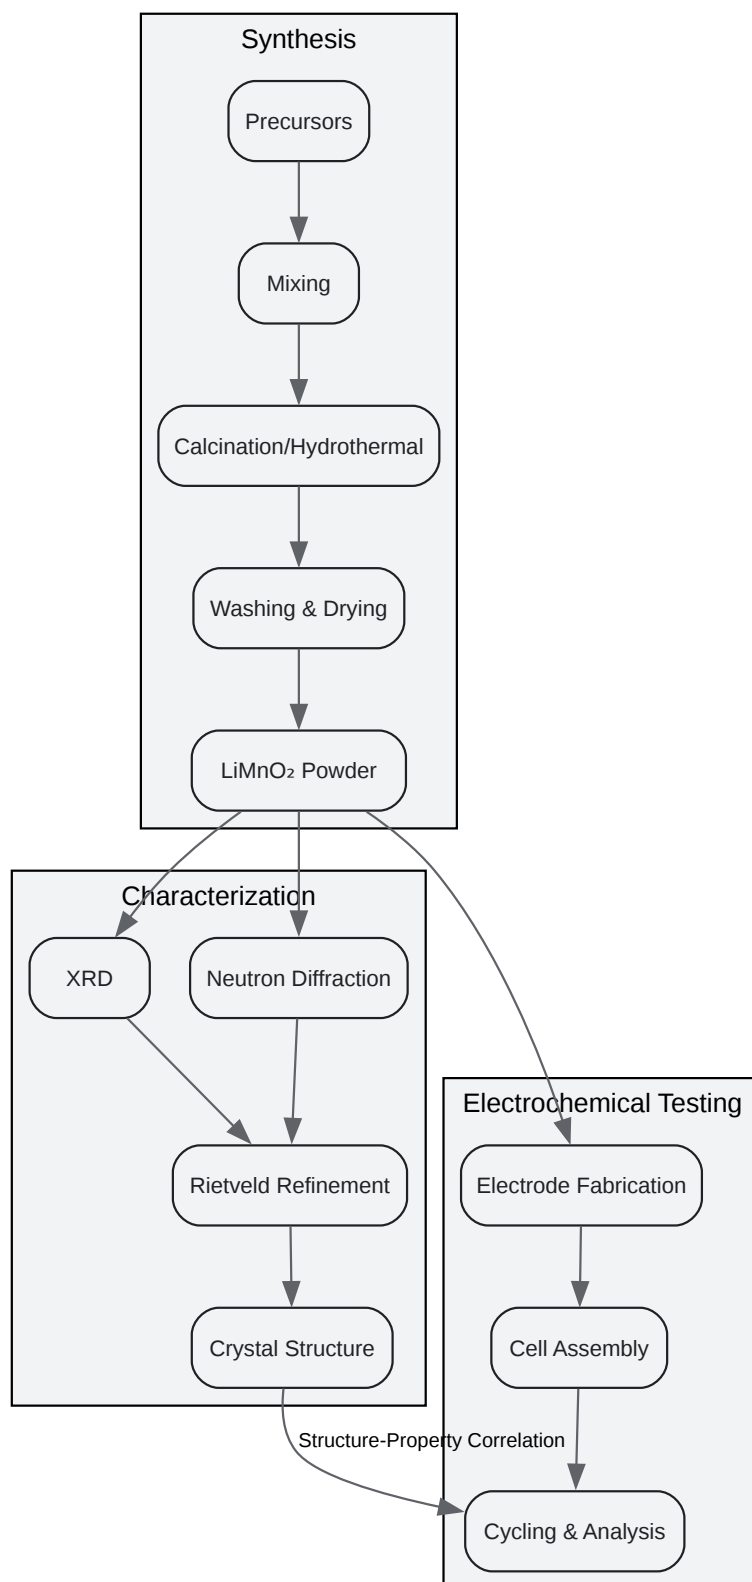 Synthesis
Precursors
Mixing
Calcination/Hydrothermal
Washing & Drying
LiMnO₂ Powder
Characterization
XRD
Neutron Diffraction
Electrochemical Testing
Rietveld Refinement
Electrode Fabrication
Crystal Structure
Cell Assembly
Structure-Property Correlation
Cycling & Analysis